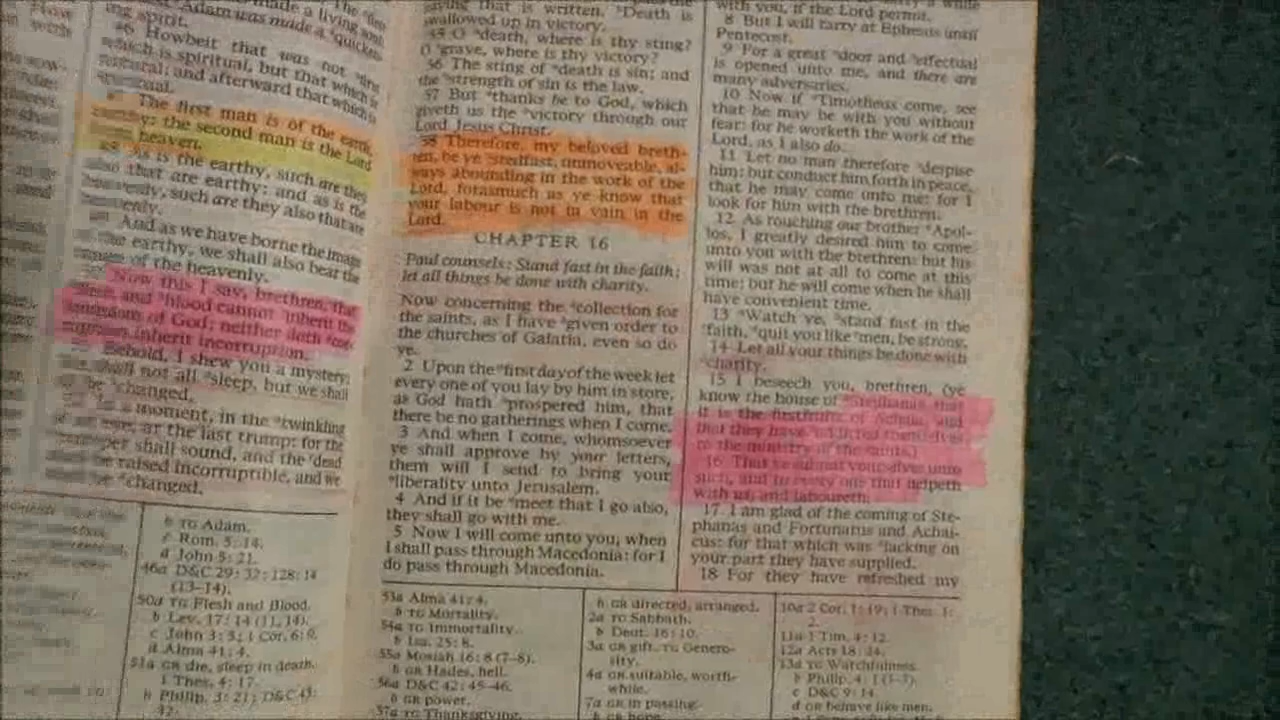 made a living soul
Adam was made a quicken-
ing spirit.
46 Howbeit that was not first
which is spiritual, but that which is
natural; and afterward that which is
The first man is of the earth,
earthy: the second man is the Lord
heaven.
As is the earthy, such are they
also that are earthy: and as is the
heavenly, such are they also that are
And as we have borne the image
the earthy, we shall also bear the
of the heavenly.
Now this I say, brethren, that
and blood cannot inherit the
kingdom of God; neither doth
inherit incorruption.
Behold, I shew you a mystery;
shall not all sleep, but we shall
be changed,
a moment, in the twinkling
at the last trump: for the
shall sound, and the dead
be raised incorruptible, and we
changed.
b TG Adam.
c Rom. 5:14.
d John 5:21.
46a D&C 29:32; 128:14
(13–14).
50a TG Flesh and Blood.
b Lev. 17:14 (11, 14).
c John 3:3; 1 Cor. 6:9.
d Alma 41:4.
51a GR die, sleep in death.
1 Thes. 4:17.
b Philip. 3:21; D&C 43:
32.
saying that is written, Death is
swallowed up in victory.
55 O death, where is thy sting?
O grave, where is thy victory?
56 The sting of death is sin; and
the strength of sin is the law.
57 But thanks be to God, which
giveth us the victory through our
Lord Jesus Christ.
58 Therefore, my beloved breth-
ren, be ye stedfast, unmoveable, al-
ways abounding in the work of the
Lord, forasmuch as ye know that
your labour is not in vain in the
Lord.
CHAPTER 16
Paul counsels: Stand fast in the faith;
let all things be done with charity.
Now concerning the collection for
the saints, as I have given order to
the churches of Galatia, even so do
ye.
2 Upon the first day of the week let
every one of you lay by him in store,
as God hath prospered him, that
there be no gatherings when I come.
3 And when I come, whomsoever
ye shall approve by your letters,
them will I send to bring your
liberality unto Jerusalem.
4 And if it be meet that I go also,
they shall go with me.
5 Now I will come unto you, when
I shall pass through Macedonia: for I
do pass through Macedonia.
53a Alma 41:4.
b TG Mortality.
54a TG Immortality.
b Isa. 25:8.
55a Mosiah 16:8 (7–8).
b GR Hades, hell.
56a D&C 42:45–46.
b GR power.
57a TG Thanksgiving.
b GR directed, arranged.
2a TG Sabbath.
b Deut. 16:10.
3a GR gift. TG Genero-
sity.
4a GR suitable, worth-
while.
7a GR in passing.
b GR hope.
with you, if the Lord permit.
8 But I will tarry at Ephesus until
Pentecost.
9 For a great door and effectual
is opened unto me, and there are
many adversaries.
10 Now if Timotheus come, see
that he may be with you without
fear: for he worketh the work of the
Lord, as I also do.
11 Let no man therefore despise
him: but conduct him forth in peace,
that he may come unto me: for I
look for him with the brethren.
12 As touching our brother Apol-
los, I greatly desired him to come
unto you with the brethren: but his
will was not at all to come at this
time; but he will come when he shall
have convenient time.
13 Watch ye, stand fast in the
faith, quit you like men, be strong.
14 Let all your things be done with
charity.
15 I beseech you, brethren, (ye
know the house of Stephanas, that
it is the firstfruits of Achaia, and
that they have addicted themselves
to the ministry of the saints,)
16 That ye submit yourselves unto
such, and to every one that helpeth
with us, and laboureth.
17 I am glad of the coming of Ste-
phanas and Fortunatus and Achai-
cus: for that which was lacking on
your part they have supplied.
18 For they have refreshed my
10a 2 Cor. 1:19; 1 Thes. 1:
2.
11a 1 Tim. 4:12.
12a Acts 18:24.
13a TG Watchfulness.
b Philip. 4:1 (1–7).
c D&C 9:14.
d GR behave like men.